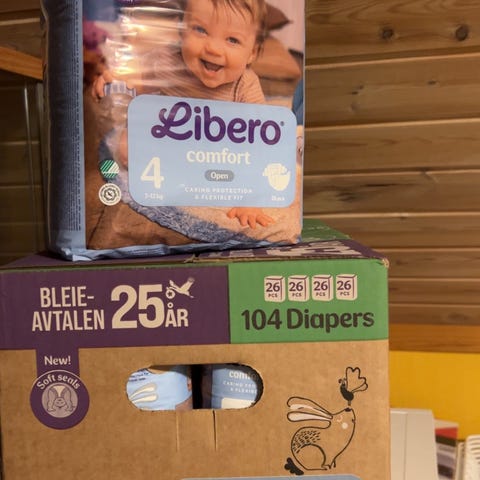 Libero
comfort
4
Open
CARING PROTECTION
& FLEXIBLE FIT
BLEIE-
AVTALEN 25 ÅR
26 PCS 26 PCS 26 PCS 26 PCS
104 Diapers
New!
Soft seals
CARING